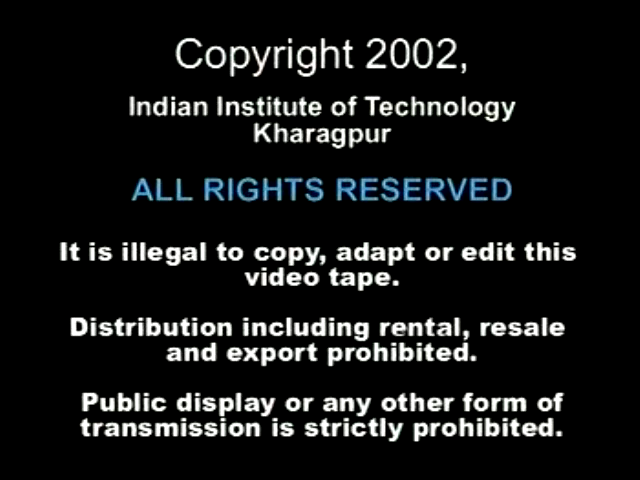 Copyright 2002,
Indian Institute of Technology
Kharagpur
ALL RIGHTS RESERVED
It is illegal to copy, adapt or edit this
video tape.
Distribution including rental, resale
and export prohibited.
Public display or any other form of
transmission is strictly prohibited.